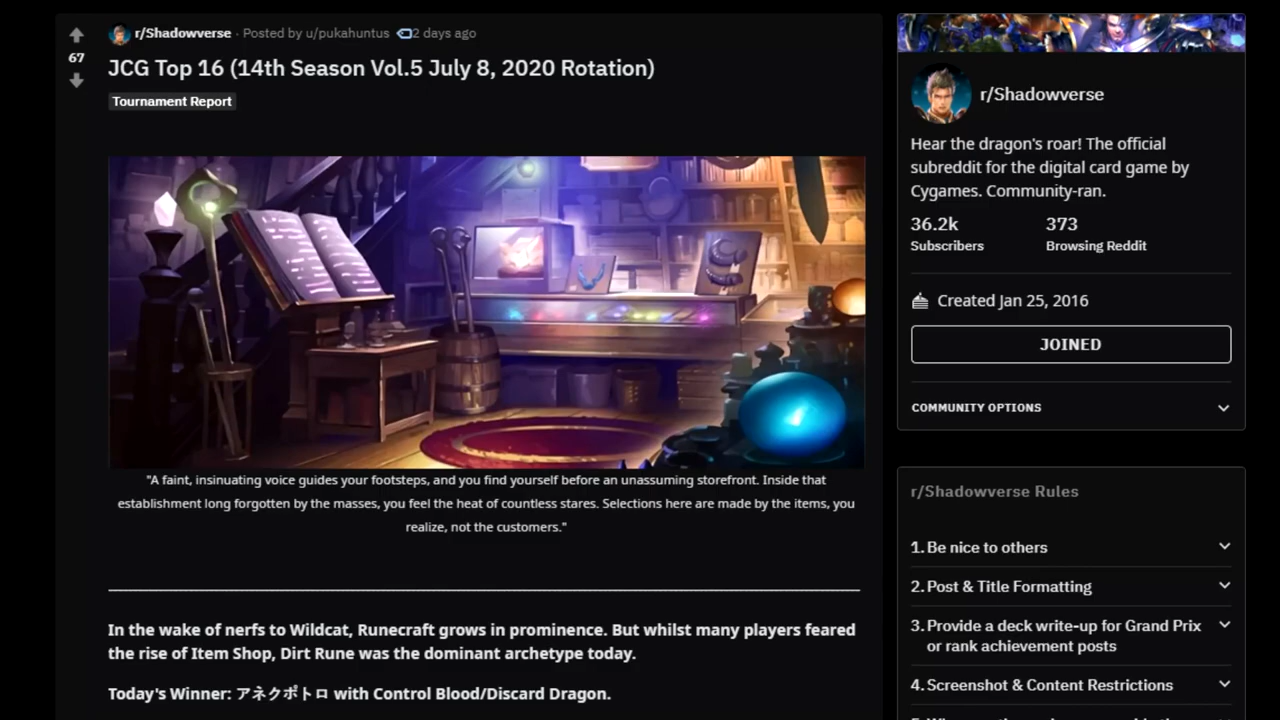 r/Shadowverse · Posted by u/pukahuntus 2 days ago
67
JCG Top 16 (14th Season Vol.5 July 8, 2020 Rotation)
Tournament Report
"A faint, insinuating voice guides your footsteps, and you find yourself before an unassuming storefront. Inside that
establishment long forgotten by the masses, you feel the heat of countless stares. Selections here are made by the items, you
realize, not the customers."
In the wake of nerfs to Wildcat, Runecraft grows in prominence. But whilst many players feared
the rise of Item Shop, Dirt Rune was the dominant archetype today.
Today's Winner: アネクポトロ with Control Blood/Discard Dragon.
r/Shadowverse
Hear the dragon's roar! The official
subreddit for the digital card game by
Cygames. Community-ran.
36.2k 373
Subscribers Browsing Reddit
Created Jan 25, 2016
JOINED
COMMUNITY OPTIONS
r/Shadowverse Rules
1. Be nice to others
2. Post & Title Formatting
3. Provide a deck write-up for Grand Prix
or rank achievement posts
4. Screenshot & Content Restrictions